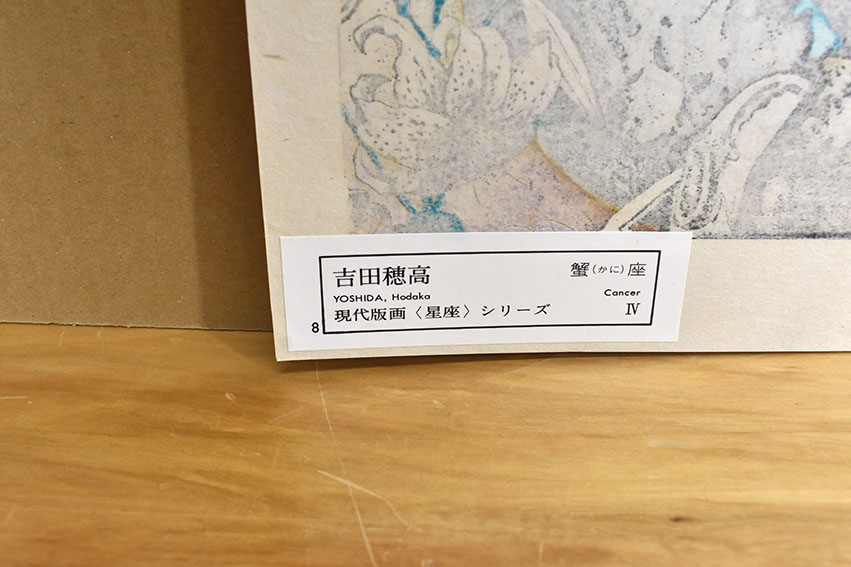 吉田穂高
YOSHIDA, Hodaka
現代版画〈星座〉シリーズ
蟹(かに)座
Cancer
Ⅳ
8